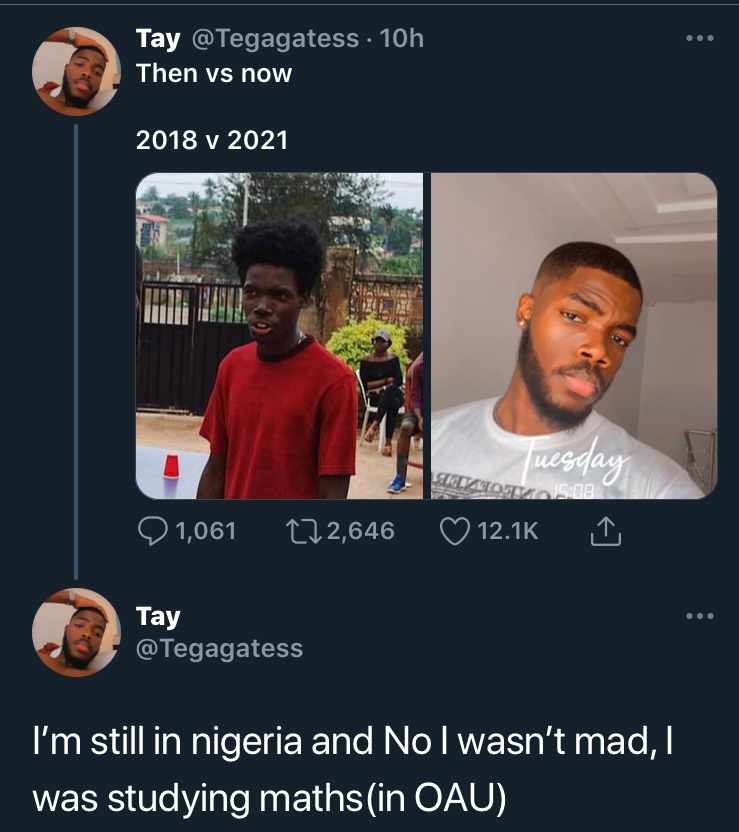 Tay @Tegagatess · 10h
Then vs now
2018 v 2021
Tuesday
15:08
1,061 2,646 12.1K
Tay
@Tegagatess
I'm still in nigeria and No I wasn't mad, I
was studying maths(in OAU)